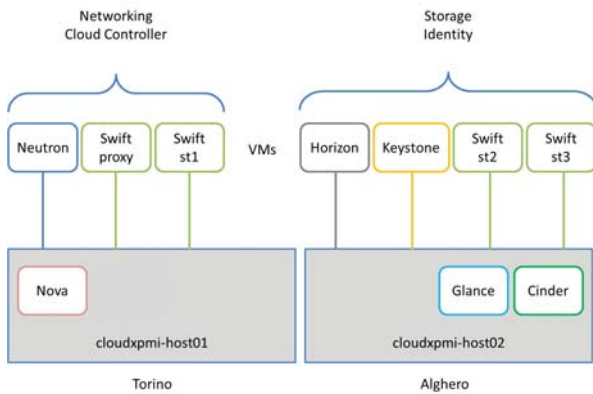 Networking
Cloud Controller
Storage
Identity
Neutron
Swift
proxy
Swift
st1
VMs
Horizon
Keystone
Swift
st2
Swift
st3
Nova
Glance
Cinder
cloudxpmi-host01
cloudxpmi-host02
Torino
Alghero